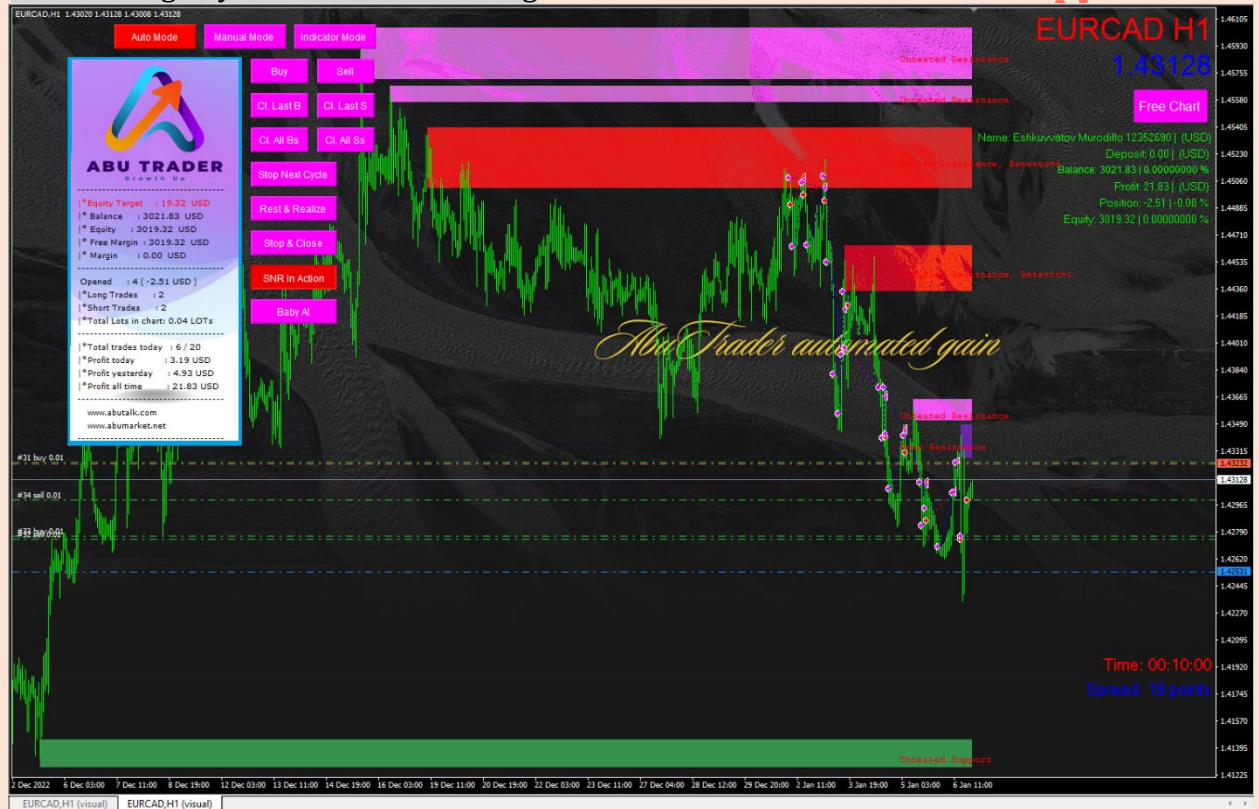 EURCAD,H1 1.43020 1.43128 1.43008 1.43128
Auto Mode
Manual Mode
Indicator Mode
Buy
Sell
Cl. Last B
Cl. Last S
Cl. All Bs
Cl. All Ss
Stop Next Cycle
Rest & Realize
Stop & Close
SNR In Action
Baby AI
ABU TRADER
Growth Up
|*Equity Target : 19.32 USD
|* Balance : 3021.83 USD
|* Equity : 3019.32 USD
|* Free Margin : 3019.32 USD
|* Margin : 0.00 USD
Opened : 4 [ -2.51 USD ]
|*Long Trades : 2
|*Short Trades : 2
|*Total Lots in chart: 0.04 LOTs
|*Total trades today : 6 / 20
|*Profit today : 3.19 USD
|*Profit yesterday : 4.93 USD
|*Profit all time : 21.83 USD
www.abutalk.com
www.abumarket.net
EURCAD H1
1.43128
Free Chart
Name: Eshkuvvatov Murodillo 12352690 | (USD)
Deposit: 0.00 | (USD)
Balance: 3021.83 | 0.00000000 %
Profit: 21.83 | (USD)
Position: -2.51 | -0.08 %
Equity: 3019.32 | 0.00000000 %
Untested Resistance
Untested Resistance
Resistance, Retests=
Resistance, Retests=1
Untested Resistance
Resistance
Untested Support
Abu Trader automated gain
#31 buy 0.01
#34 sell 0.01
Time: 00:10:00
Spread: 18 points
1.46105
1.45930
1.45755
1.45580
1.45405
1.45230
1.45060
1.44885
1.44710
1.44535
1.44360
1.44185
1.44010
1.43840
1.43665
1.43490
1.43315
1.43232
1.43128
1.42965
1.42790
1.42620
1.42531
1.42445
1.42270
1.42095
1.41920
1.41745
1.41570
1.41395
1.41225
2 Dec 2022 6 Dec 03:00 7 Dec 11:00 8 Dec 19:00 12 Dec 03:00 13 Dec 11:00 14 Dec 19:00 16 Dec 03:00 19 Dec 11:00 20 Dec 19:00 22 Dec 03:00 23 Dec 11:00 27 Dec 04:00 28 Dec 12:00 29 Dec 20:00 2 Jan 11:00 3 Jan 19:00 5 Jan 03:00 6 Jan 11:00
EURCAD,H1 (visual) EURCAD,H1 (visual)